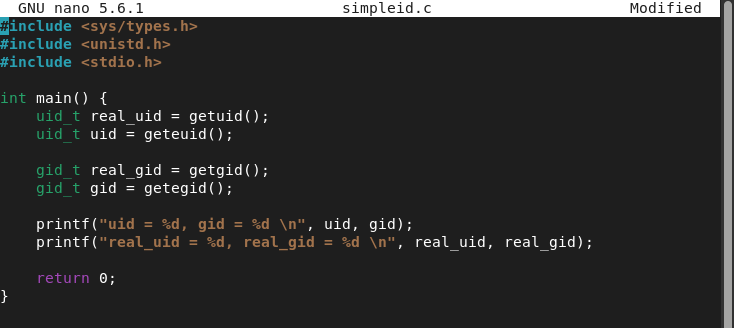 GNU nano 5.6.1 simpleid.c Modified
#include <sys/types.h>
#include <unistd.h>
#include <stdio.h>
int main() {
    uid_t real_uid = getuid();
    uid_t uid = geteuid();
    gid_t real_gid = getgid();
    gid_t gid = getegid();
    printf("uid = %d, gid = %d \n", uid, gid);
    printf("real_uid = %d, real_gid = %d \n", real_uid, real_gid);
    return 0;
}